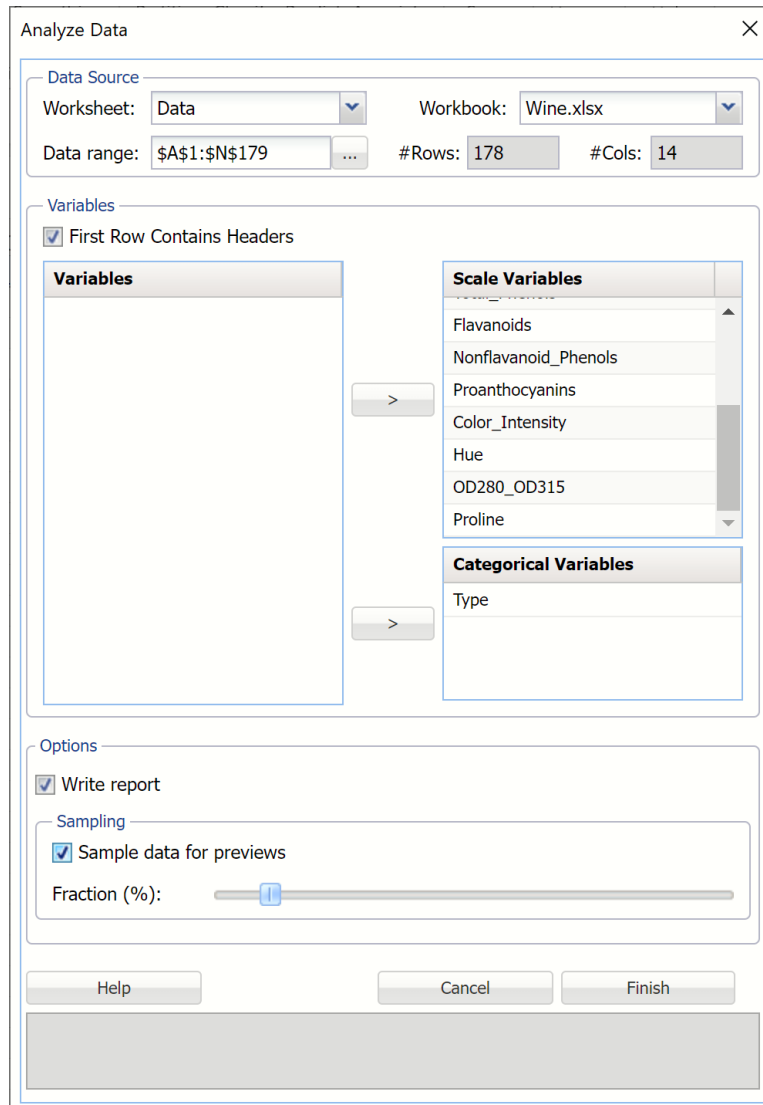 Analyze Data
Data Source
Worksheet: Data Workbook: Wine.xlsx
Data range: $A$1:$N$179 ... #Rows: 178 #Cols: 14
Variables
First Row Contains Headers
Variables
Scale Variables
Flavanoids
Nonflavanoid_Phenols
Proanthocyanins
>
Color_Intensity
Hue
OD280_OD315
Proline
Categorical Variables
Type
>
Options
Write report
Sampling
Sample data for previews
Fraction (%):
Help Cancel Finish